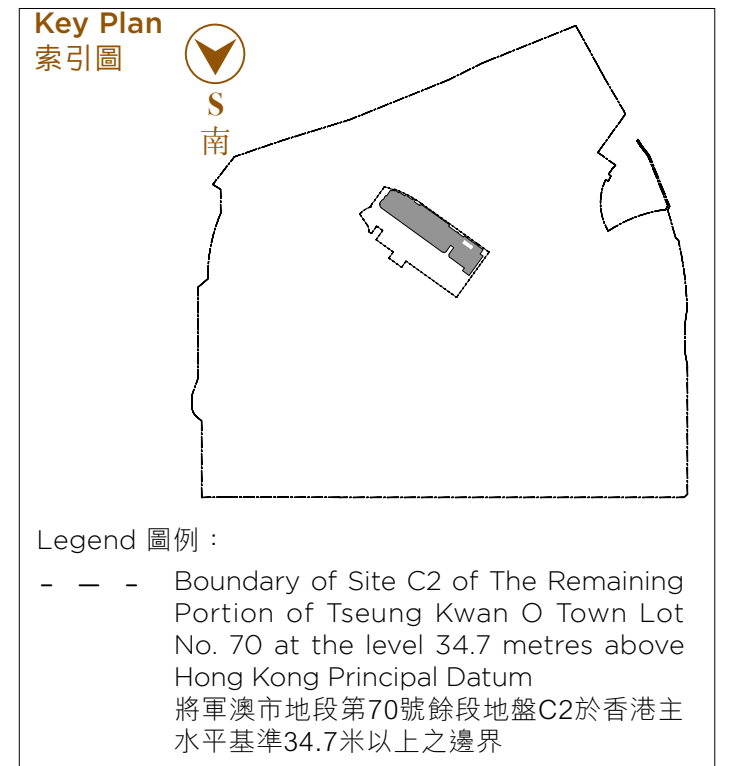 Key Plan
索引圖
S
南
Legend 圖例：
Boundary of Site C2 of The Remaining
Portion of Tseung Kwan O Town Lot
No. 70 at the level 34.7 metres above
Hong Kong Principal Datum
將軍澳市地段第70號餘段地盤C2於香港主
水平基準34.7米以上之邊界